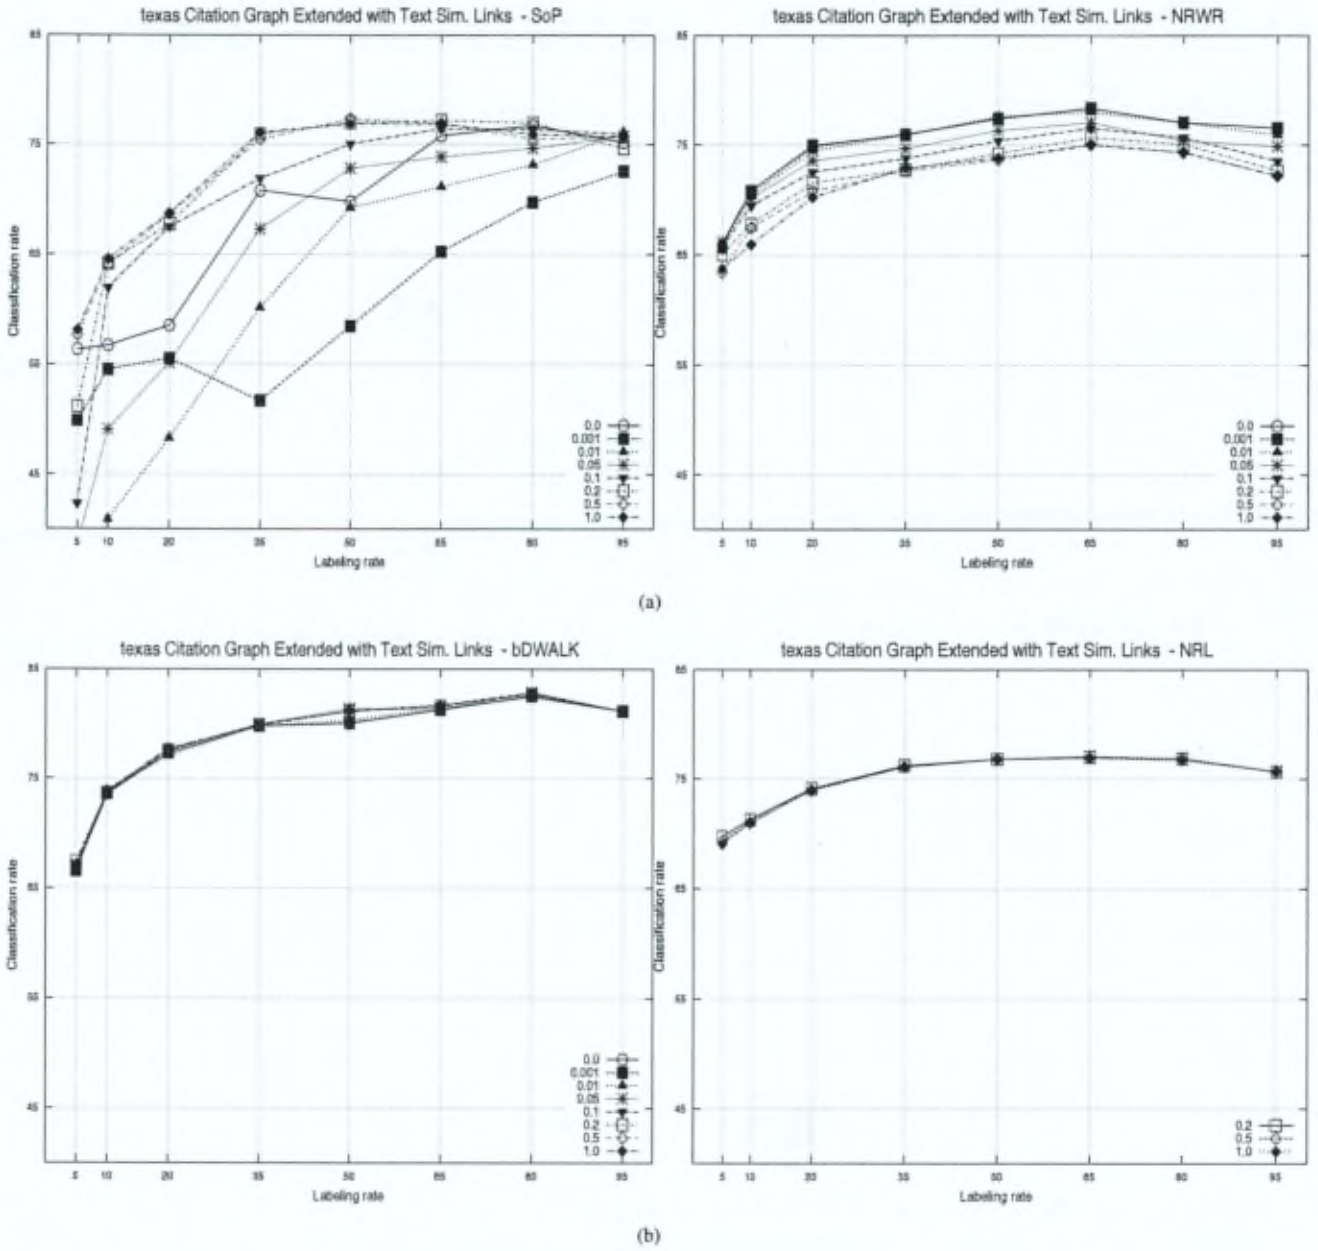 texas Citation Graph Extended with Text Sim. Links - SoP
85
75
65
55
45
Classification rate
0.0
0.001
0.01
0.05
0.1
0.2
0.5
1.0
5 10 20 35 50 65 80 95
Labeling rate
texas Citation Graph Extended with Text Sim. Links - NRWR
85
75
65
55
45
Classification rate
0.0
0.001
0.01
0.05
0.1
0.2
0.5
1.0
5 10 20 35 50 65 80 95
Labeling rate
(a)
texas Citation Graph Extended with Text Sim. Links - bDWALK
85
75
65
55
45
Classification rate
0.0
0.001
0.01
0.05
0.1
0.2
0.5
1.0
5 10 20 35 50 65 80 95
Labeling rate
texas Citation Graph Extended with Text Sim. Links - NRL
85
75
65
55
45
Classification rate
0.2
0.5
1.0
5 10 20 35 50 65 80 95
Labeling rate
(b)